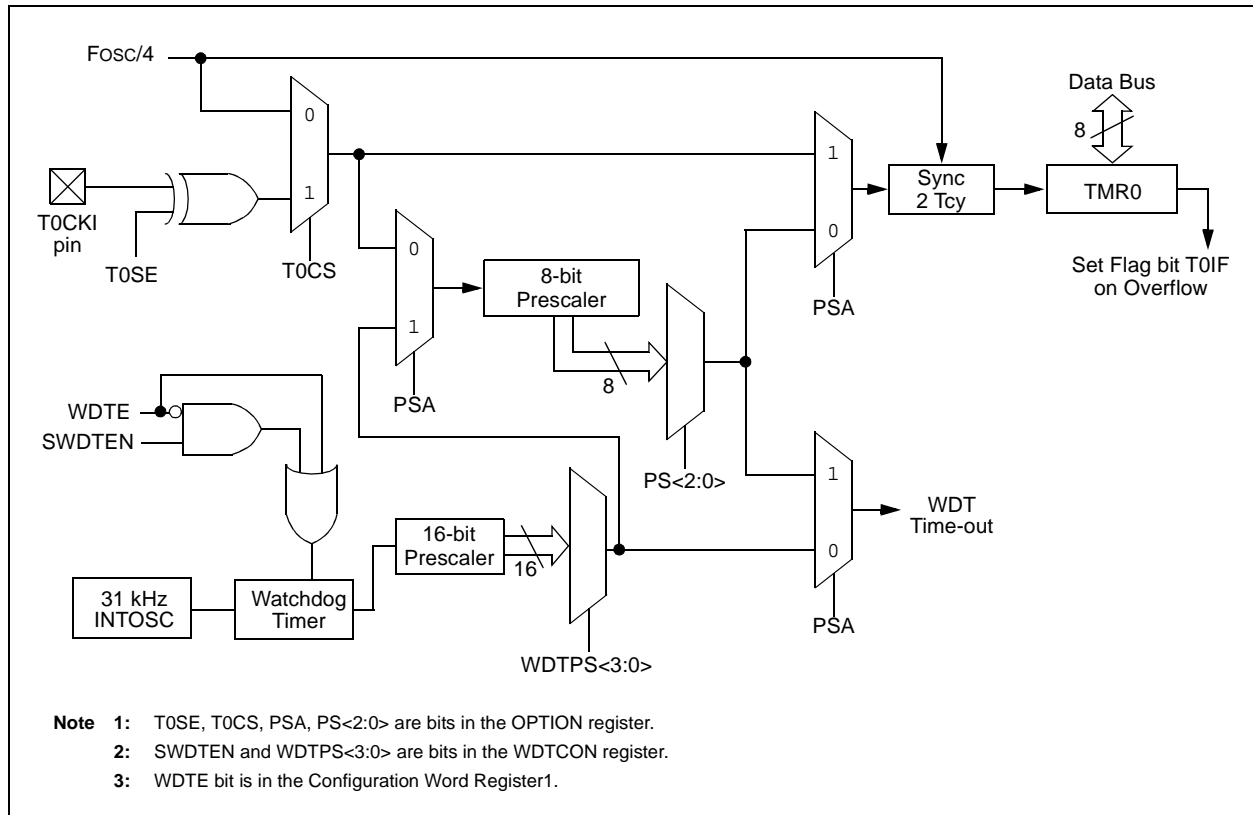 FOSC/4
Data Bus
0
1
8
T0CKI
pin
T0SE
T0CS
0
1
PSA
8-bit
Prescaler
8
PS<2:0>
1
0
PSA
Sync
2 Tcy
TMR0
Set Flag bit T0IF
on Overflow
WDTE
SWDTEN
31 kHz
INTOSC
Watchdog
Timer
16-bit
Prescaler
16
WDTPS<3:0>
1
0
PSA
WDT
Time-out
Note 1: T0SE, T0CS, PSA, PS<2:0> are bits in the OPTION register.
2: SWDTEN and WDTPS<3:0> are bits in the WDTCON register.
3: WDTE bit is in the Configuration Word Register1.